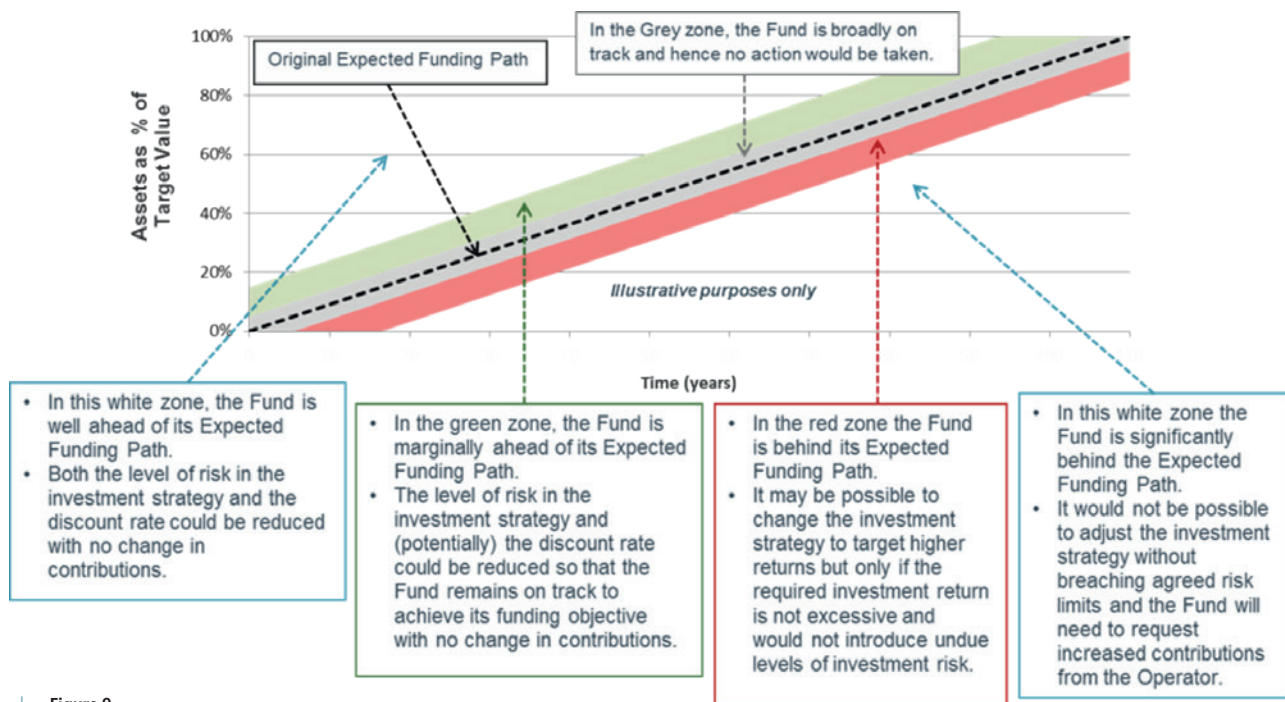 Original Expected Funding Path
In the Grey zone, the Fund is broadly on
track and hence no action would be taken.
Assets as % of
Target Value
100%
80%
60%
40%
20%
0%
Illustrative purposes only
Time (years)
• In this white zone, the Fund is
well ahead of its Expected
Funding Path.
• Both the level of risk in the
investment strategy and the
discount rate could be reduced
with no change in
contributions.
• In the green zone, the Fund is
marginally ahead of its Expected
Funding Path.
• The level of risk in the
investment strategy and
(potentially) the discount rate
could be reduced so that the
Fund remains on track to
achieve its funding objective
with no change in contributions.
• In the red zone the Fund
is behind its Expected
Funding Path.
• It may be possible to
change the investment
strategy to target higher
returns but only if the
required investment return
is not excessive and
would not introduce undue
levels of investment risk.
• In this white zone the
Fund is significantly
behind the Expected
Funding Path.
• It would not be possible
to adjust the investment
strategy without
breaching agreed risk
limits and the Fund will
need to request
increased contributions
from the Operator.